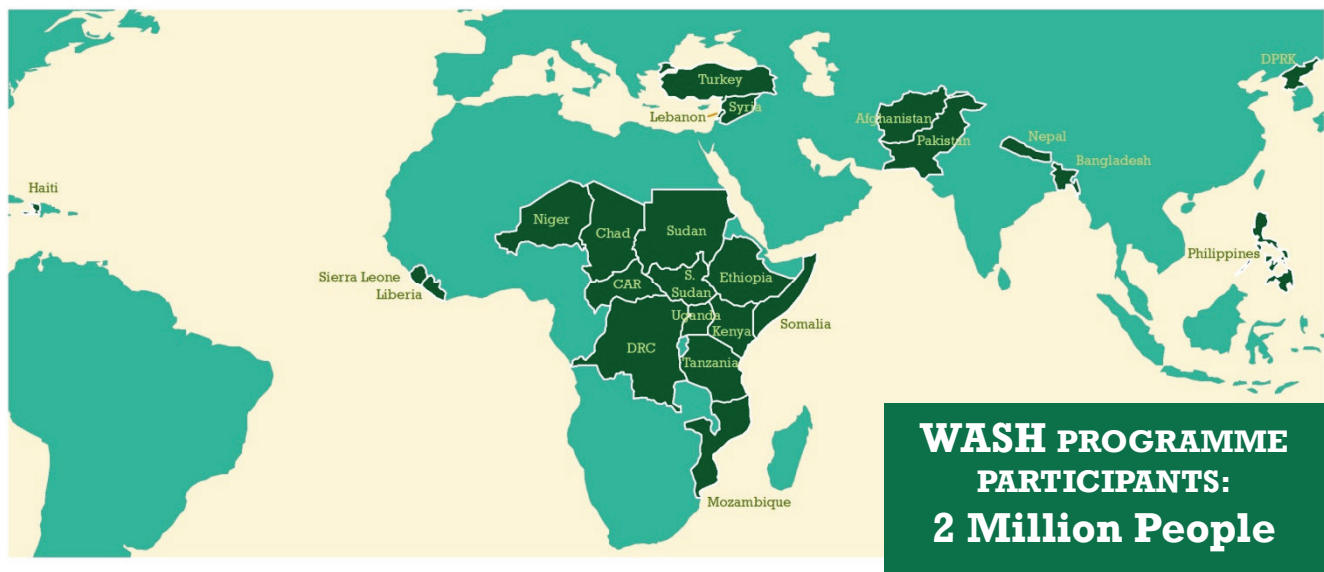 DPRK
Turkey
Syria
Lebanon
Afghanistan
Pakistan
Nepal
Bangladesh
Haiti
Niger
Chad
Sudan
Philippines
Sierra Leone
Liberia
CAR
S.
Sudan
Ethiopia
Uganda
Kenya
Somalia
DRC
Tanzania
Mozambique
WASH PROGRAMME
PARTICIPANTS:
2 Million People